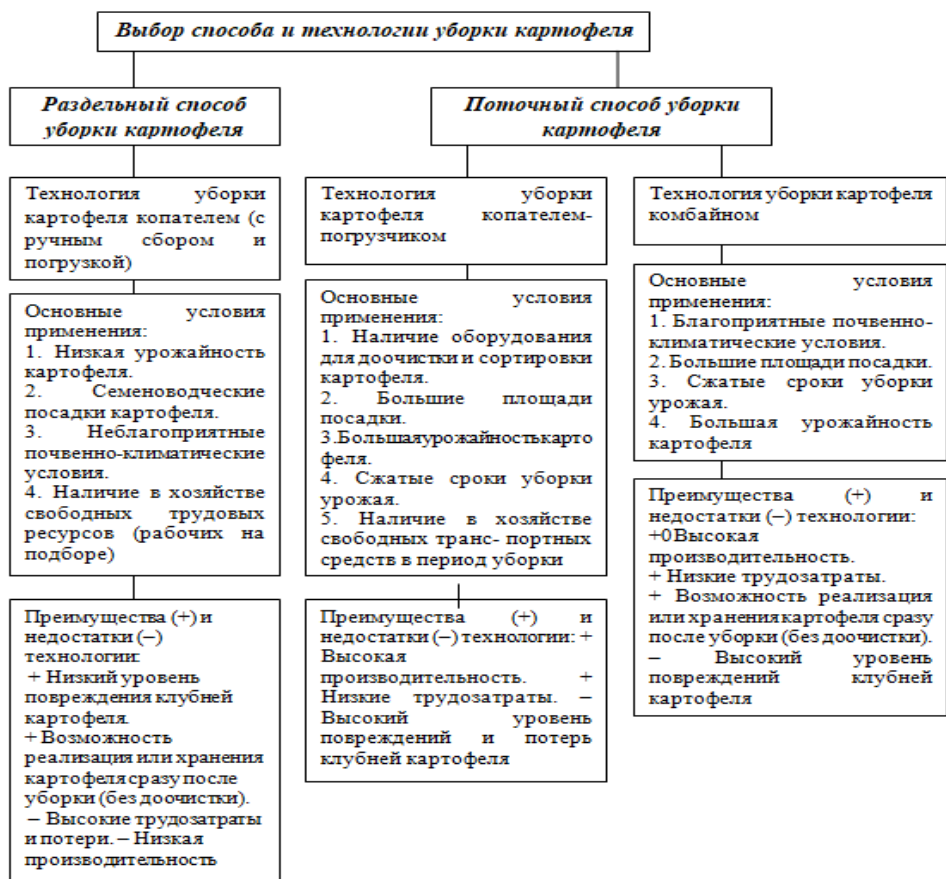 Выбор способа и технологии уборки картофеля
Раздельный способ
уборки картофеля
Поточный способ уборки
картофеля
Технология уборки
картофеля копателем (с
ручным сбором и
погрузкой)
Основные условия
применения:
1. Низкая урожайность
картофеля.
2. Семеноводческие
посадки картофеля.
3. Неблагоприятные
почвенно-климатические
условия.
4. Наличие в хозяйстве
свободных трудовых
ресурсов (рабочих на
подборе)
Преимущества (+) и
недостатки (–)
технологии:
+ Низкий уровень
повреждения клубней
картофеля.
+ Возможность
реализация или хранения
картофеля сразу после
уборки (без доочистки).
– Высокие трудозатраты
и потери. – Низкая
производительность
Технология уборки
картофеля копателем-
погрузчиком
Основные условия
применения:
1. Наличие оборудования
для доочистки и сортировки
картофеля.
2. Большие площади
посадки.
3.Большая урожайность карто
феля.
4. Сжатые сроки уборки
урожая.
5. Наличие в хозяйстве
свободных транс- портных
средств в период уборки
Преимущества (+) и
недостатки (–) технологии: +
Высокая
производительность. +
Низкие трудозатраты. –
Высокий уровень
повреждений и потерь
клубней картофеля
Технология уборки картофеля
комбайном
Основные условия
применения:
1. Благоприятные почвенно-
климатические условия.
2. Большие площади посадки.
3. Сжатые сроки уборки
урожая.
4. Большая урожайность
картофеля
Преимущества (+) и
недостатки (–) технологии:
+0Высокая
производительность.
+ Низкие трудозатраты.
+ Возможность реализация
или хранения картофеля сразу
после уборки (без доочистки).
– Высокий уровень
повреждений клубней
картофеля